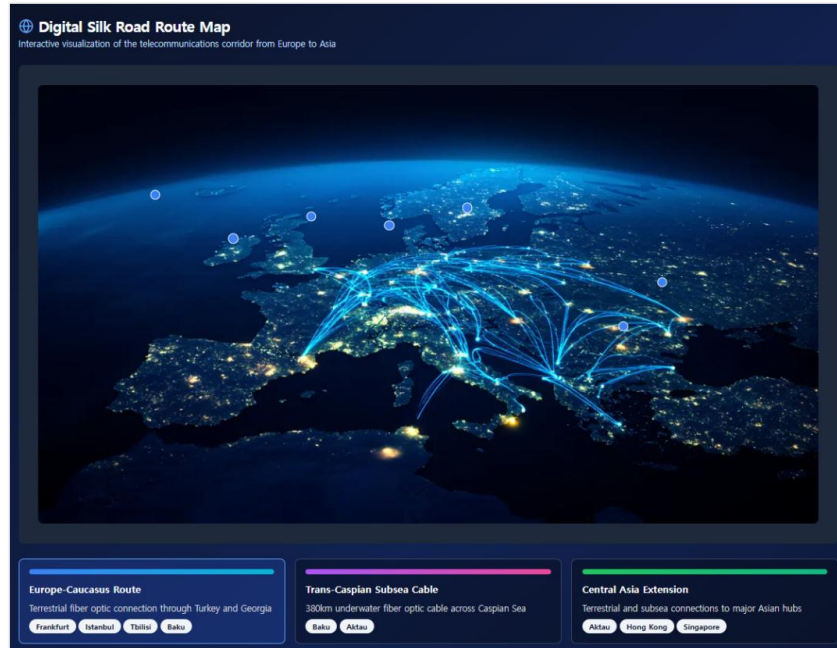 Digital Silk Road Route Map
Interactive visualization of the telecommunications corridor from Europe to Asia
Europe-Caucasus Route
Terrestrial fiber optic connection through Turkey and Georgia
Frankfurt Istanbul Tbilisi Baku
Trans-Caspian Subsea Cable
380km underwater fiber optic cable across Caspian Sea
Baku Aktau
Central Asia Extension
Terrestrial and subsea connections to major Asian hubs
Aktau Hong Kong Singapore